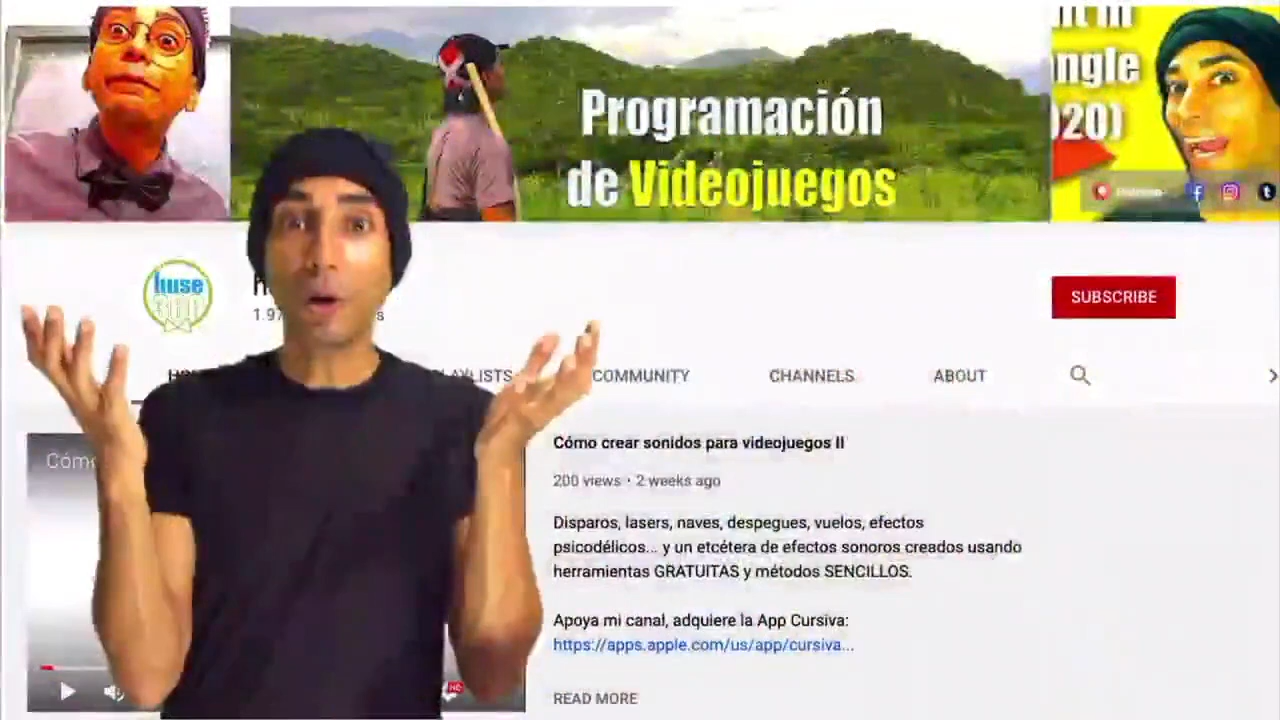 Programación
de Videojuegos
ngle
020)
huse
SUBSCRIBE
COMMUNITY
CHANNELS
ABOUT
Cómo crear sonidos para videojuegos II
200 views • 2 weeks ago
Disparos, lasers, naves, despegues, vuelos, efectos
psicodélicos... y un etcétera de efectos sonoros creados usando
herramientas GRATUITAS y métodos SENCILLOS.
Apoya mi canal, adquiere la App Cursiva:
https://apps.apple.com/us/app/cursiva...
READ MORE